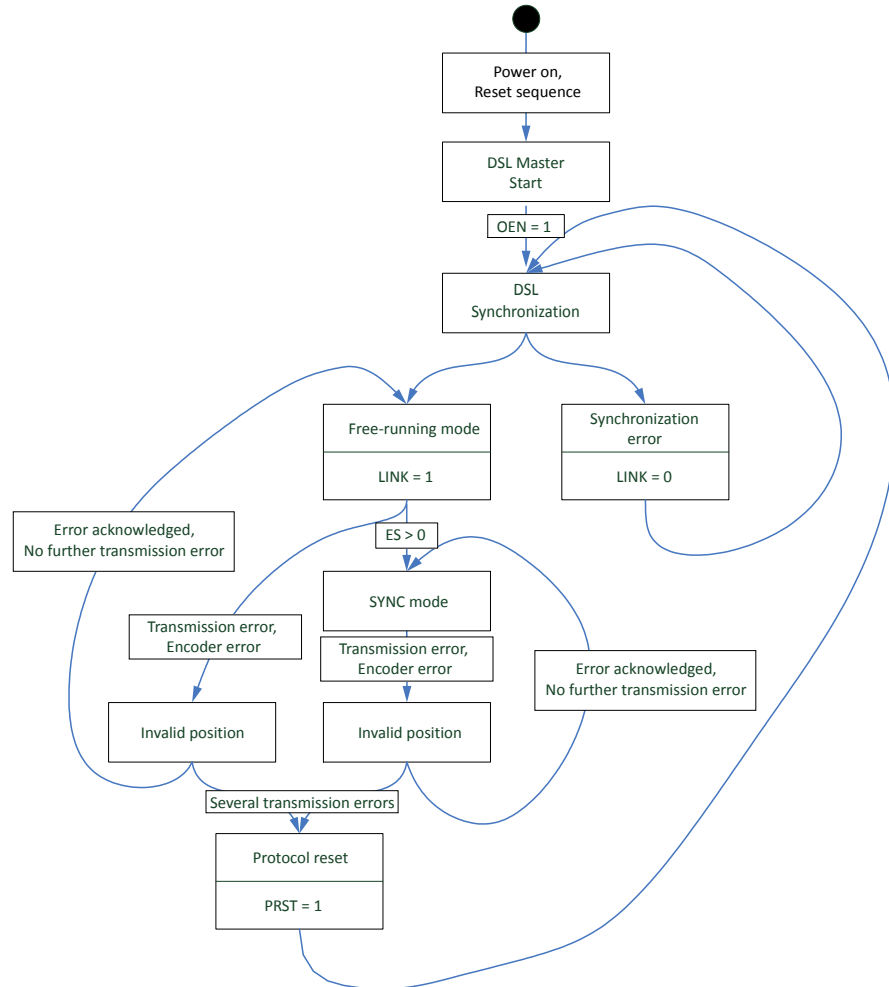 Power on,
Reset sequence
DSL Master
Start
OEN = 1
DSL
Synchronization
Free-running mode
LINK = 1
Synchronization
error
LINK = 0
Error acknowledged,
No further transmission error
ES > 0
SYNC mode
Transmission error,
Encoder error
Transmission error,
Encoder error
Error acknowledged,
No further transmission error
Invalid position
Invalid position
Several transmission errors
Protocol reset
PRST = 1